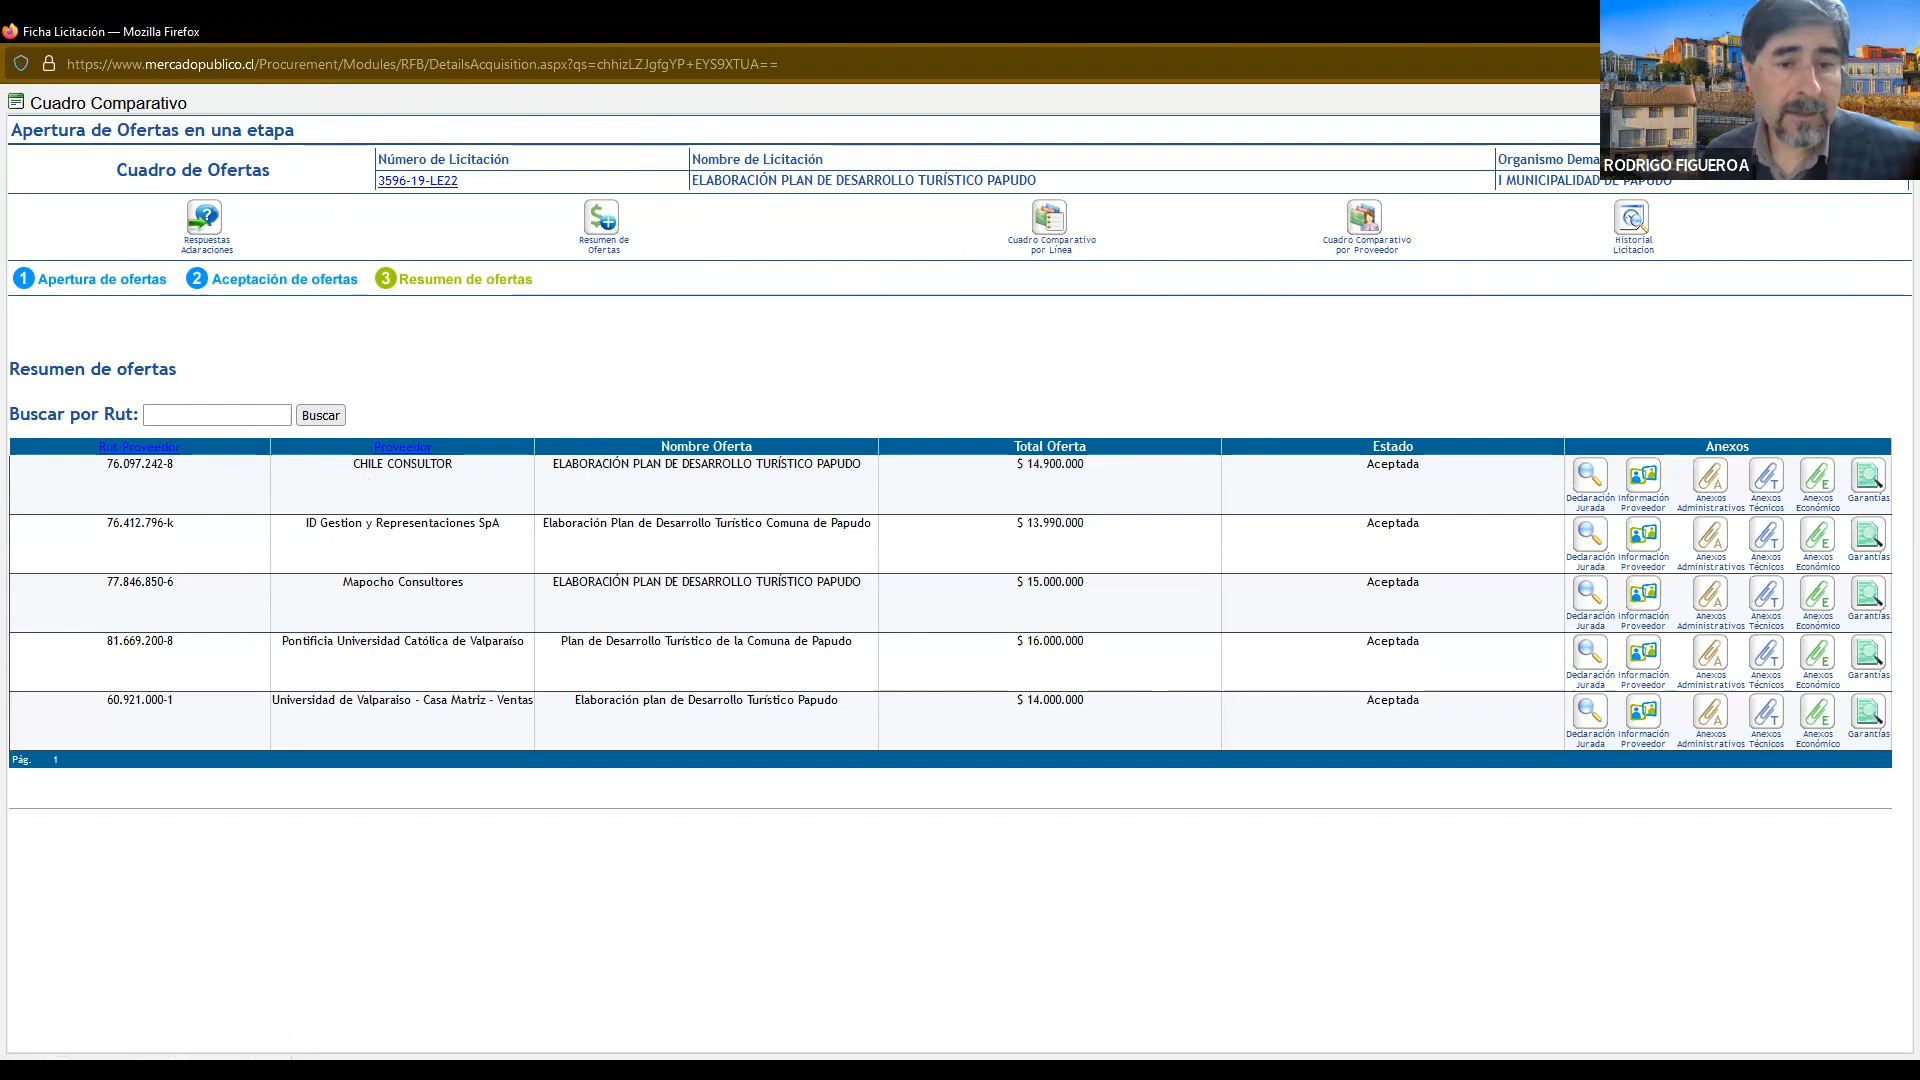 Ficha Licitación — Mozilla Firefox
https://www.mercadopublico.cl/Procurement/Modules/RFB/DetailsAcquisition.aspx?qs=chhizLZJgfgYP+EYS9XTUA==
Cuadro Comparativo
Apertura de Ofertas en una etapa
Cuadro de Ofertas
Número de Licitación
Nombre de Licitación
Organismo Dema
3596-19-LE22
ELABORACIÓN PLAN DE DESARROLLO TURÍSTICO PAPUDO
I MUNICIPALIDAD DE PAPUDO
RODRIGO FIGUEROA
Respuestas
Aclaraciones
Resumen de
Ofertas
Cuadro Comparativo
por Línea
Cuadro Comparativo
por Proveedor
Historial
Licitacion
1 Apertura de ofertas 2 Aceptación de ofertas 3 Resumen de ofertas
Resumen de ofertas
Buscar por Rut: Buscar
Rut Proveedor Proveedor Nombre Oferta Total Oferta Estado Anexos
76.097.242-8 CHILE CONSULTOR ELABORACIÓN PLAN DE DESARROLLO TURÍSTICO PAPUDO $ 14.900.000 Aceptada
Declaración Información Anexos Anexos Anexos Garantías
Jurada Proveedor Administrativos Técnicos Económico
76.412.796-k ID Gestion y Representaciones SpA Elaboración Plan de Desarrollo Turístico Comuna de Papudo $ 13.990.000 Aceptada
Declaración Información Anexos Anexos Anexos Garantías
Jurada Proveedor Administrativos Técnicos Económico
77.846.850-6 Mapocho Consultores ELABORACIÓN PLAN DE DESARROLLO TURÍSTICO PAPUDO $ 15.000.000 Aceptada
Declaración Información Anexos Anexos Anexos Garantías
Jurada Proveedor Administrativos Técnicos Económico
81.669.200-8 Pontificia Universidad Católica de Valparaíso Plan de Desarrollo Turístico de la Comuna de Papudo $ 16.000.000 Aceptada
Declaración Información Anexos Anexos Anexos Garantías
Jurada Proveedor Administrativos Técnicos Económico
60.921.000-1 Universidad de Valparaiso - Casa Matriz - Ventas Elaboración plan de Desarrollo Turístico Papudo $ 14.000.000 Aceptada
Declaración Información Anexos Anexos Anexos Garantías
Jurada Proveedor Administrativos Técnicos Económico
Pág. 1